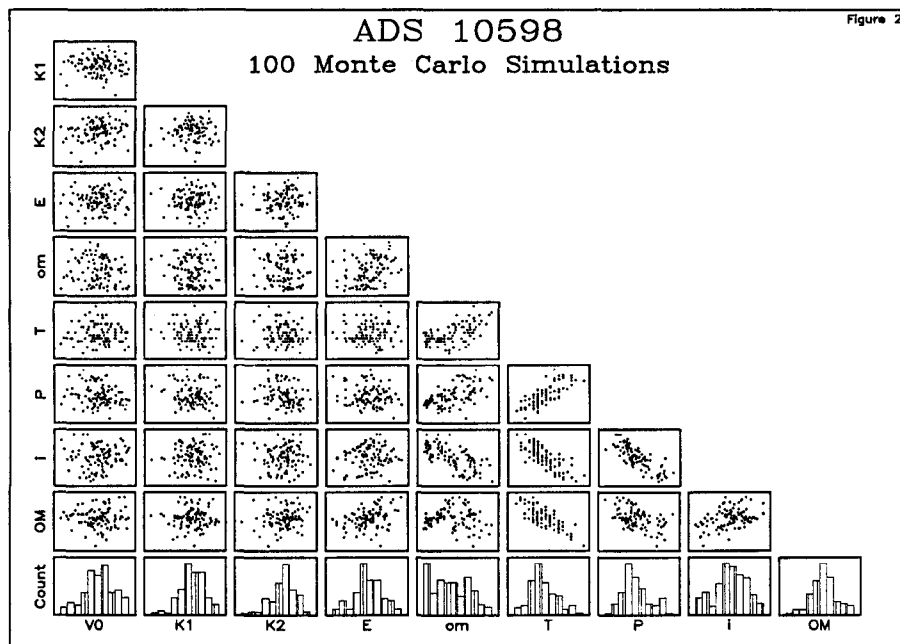 Figure 2
ADS 10598
100 Monte Carlo Simulations
K1
K2
E
om
T
P
i
OM
Count
V0 K1 K2 E om T P i OM